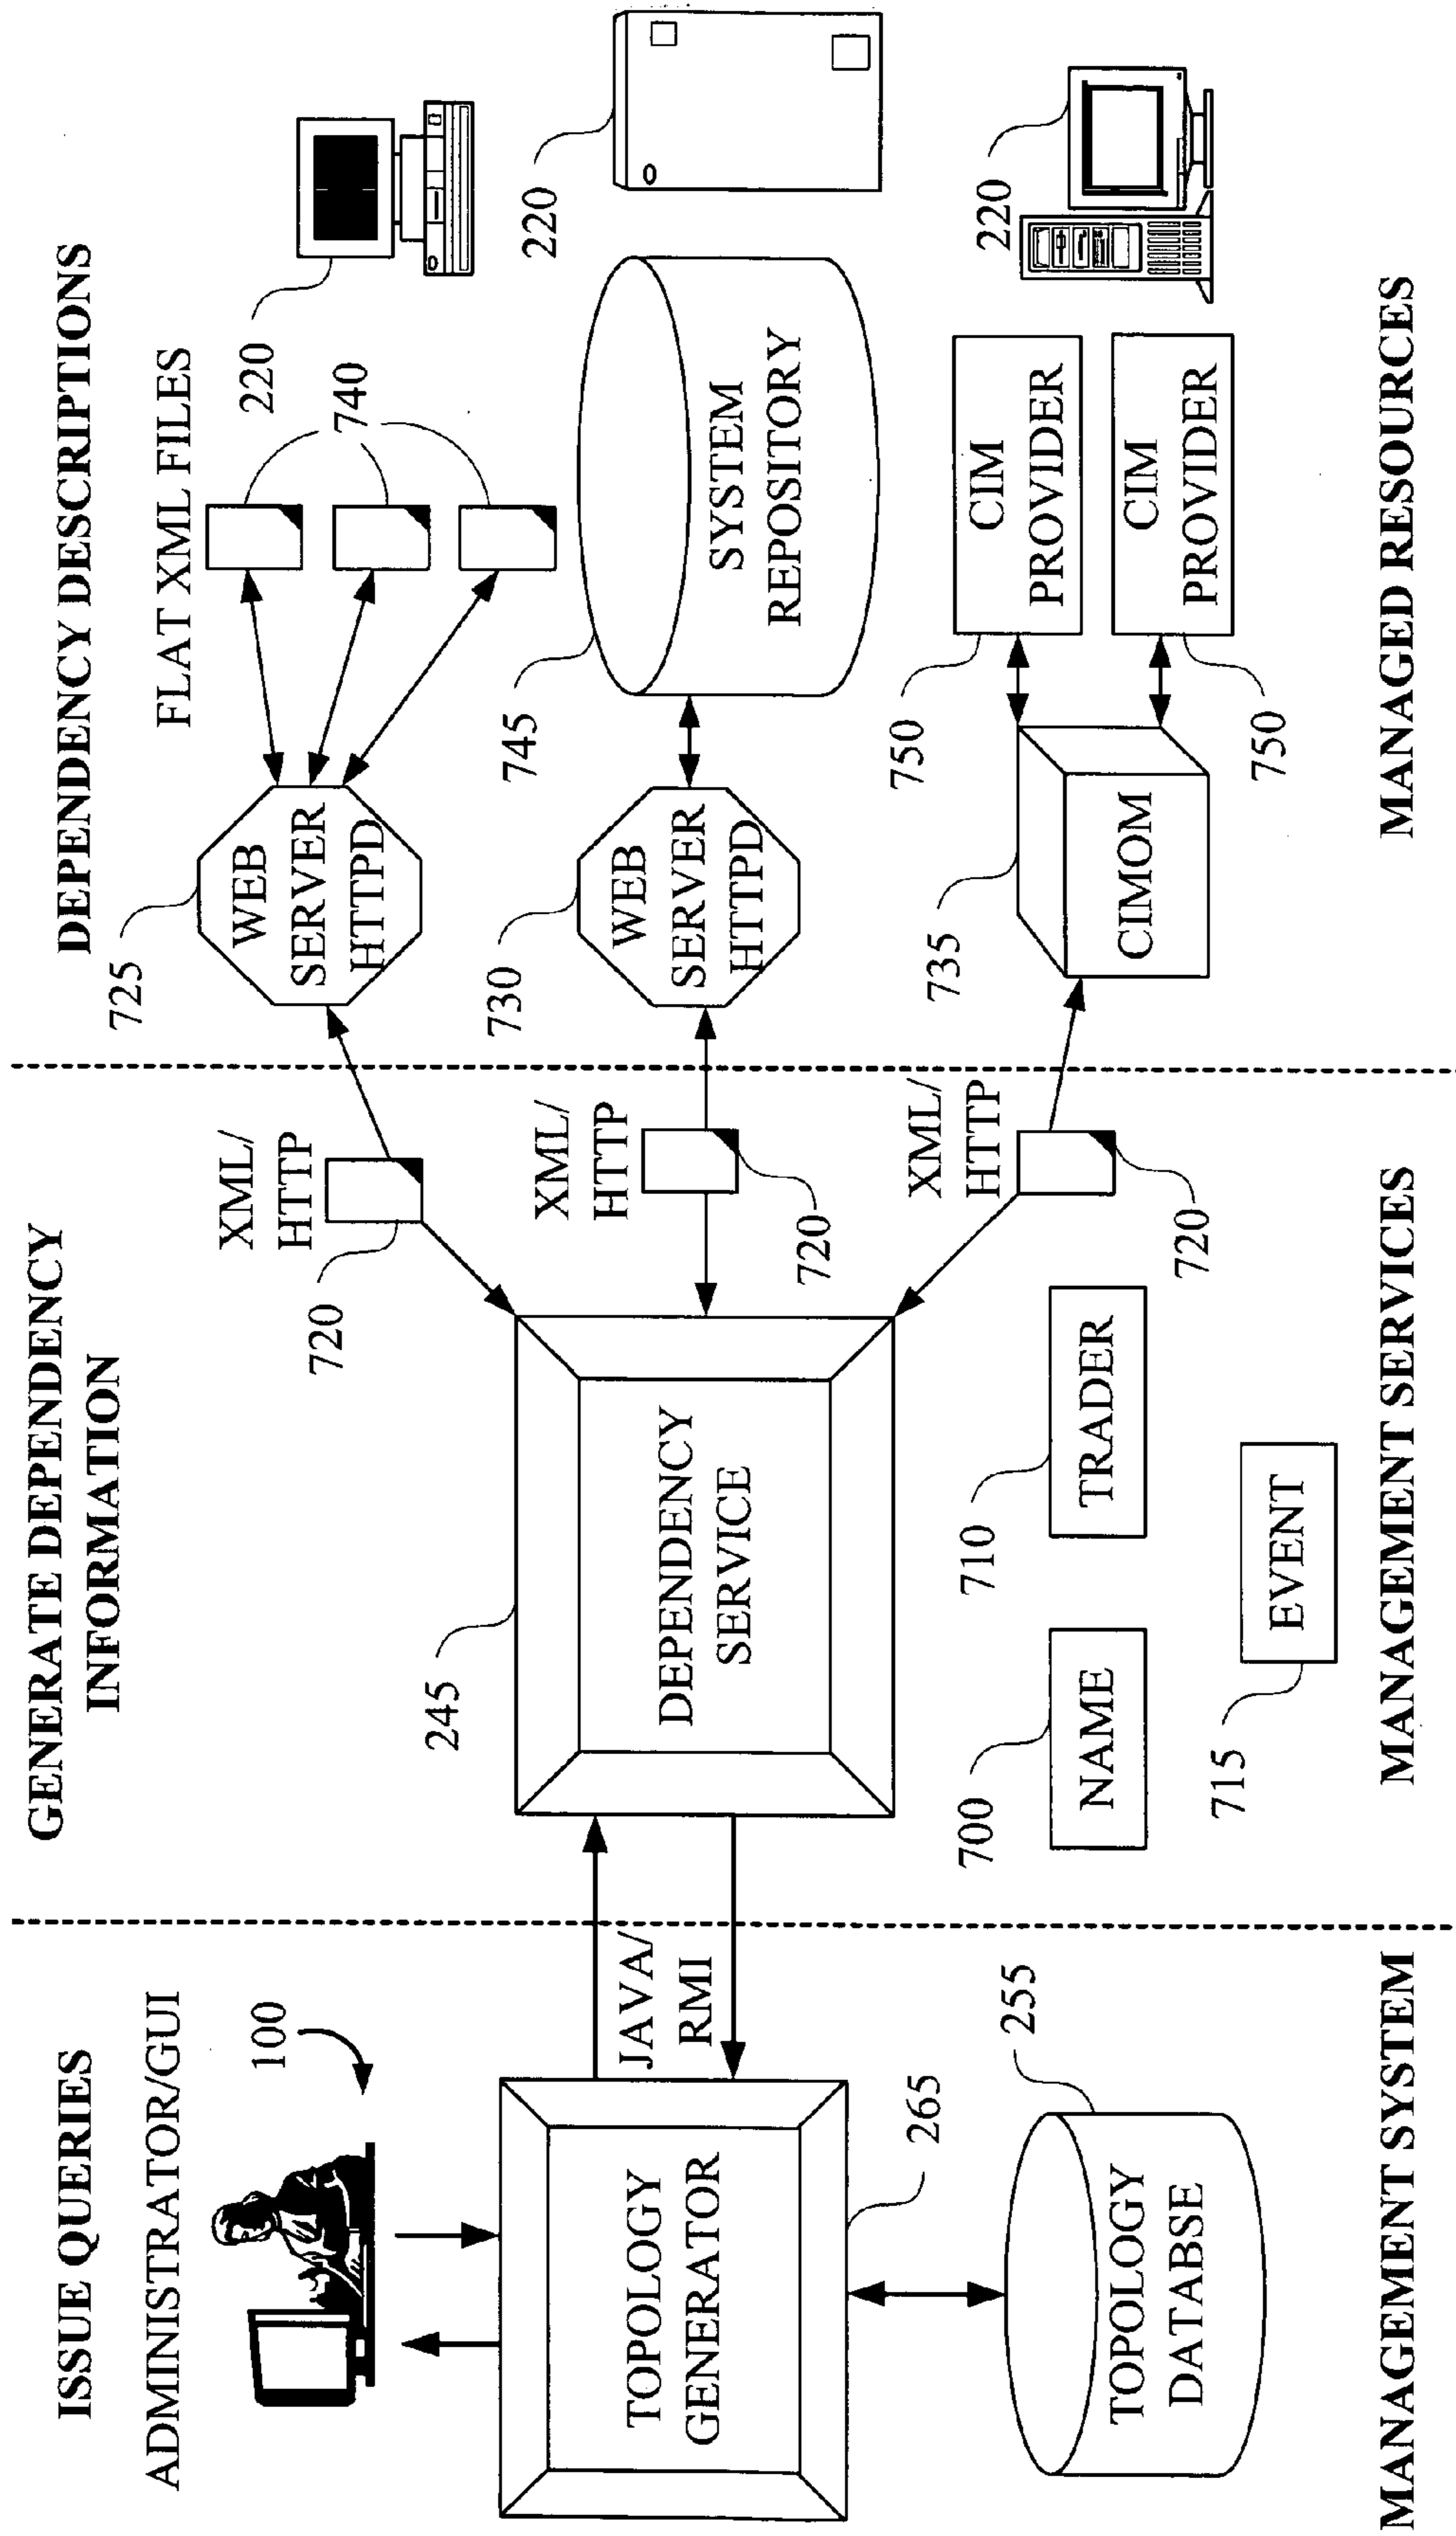 ISSUE QUERIES
ADMINISTRATOR/GUI
100
TOPOLOGY
GENERATOR
265
255
TOPOLOGY
DATABSE
MANAGEMENT SYSTEM
JAVA/
RMI
GENERATE DEPENDENCY
INFORMATION
245
DEPENDENCY
SERVICE
XML/
HTTP
720
XML/
HTTP
720
XML/
HTTP
720
700
NAME
710
TRADER
715
EVENT
MANAGEMENT SERVICES
DEPENDENCY DESCRIPTIONS
FLAT XML FILES
725
WEB
SERVER
HTTPD
740
220
730
WEB
SERVER
HTTPD
745
SYSTEM
REPOSITORY
220
735
CIMOM
750
CIM
PROVIDER
750
CIM
PROVIDER
220
MANAGED RESOURCES